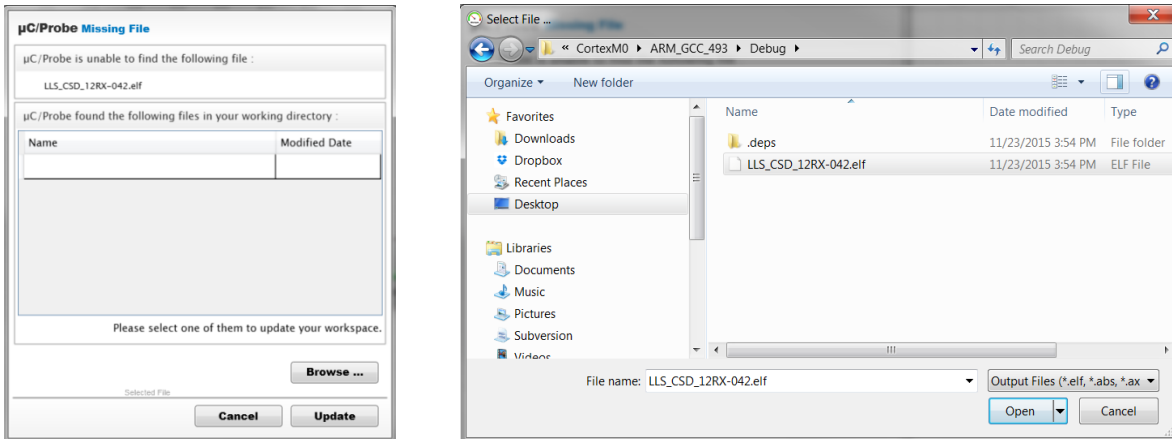 µC/Probe Missing File
µC/Probe is unable to find the following file :
LLS_CSD_12RX-042.elf
µC/Probe found the following files in your working directory :
Name Modified Date
Please select one of them to update your workspace.
Browse ...
Selected File
Cancel Update
Select File ...
« CortexM0 ARM_GCC_493 Debug Search Debug
Organize New folder
Favorites
Downloads
Dropbox
Recent Places
Desktop
Libraries
Documents
Music
Pictures
Subversion
Videos
Name Date modified Type
.deps 11/23/2015 3:54 PM File folder
LLS_CSD_12RX-042.elf 11/23/2015 3:54 PM ELF File
File name: LLS_CSD_12RX-042.elf Output Files (*.elf, *.abs, *.ax
Open Cancel